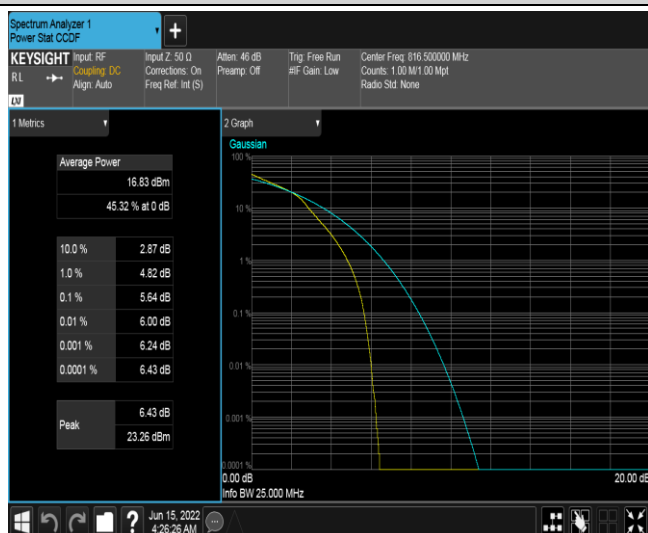 Spectrum Analyzer 1
Power Stat CCDF
+
KEYSIGHT
R L
LXI
Input: RF
Coupling: DC
Align: Auto
Input Z: 50 Ω
Corrections: On
Freq Ref: Int (S)
Atten: 46 dB
Preamp: Off
Trig: Free Run
#IF Gain: Low
Center Freq: 816.500000 MHz
Counts: 1.00 M/1.00 Mpt
Radio Std: None
1 Metrics
Average Power
16.83 dBm
45.32 % at 0 dB
10.0 % 2.87 dB
1.0 % 4.82 dB
0.1 % 5.64 dB
0.01 % 6.00 dB
0.001 % 6.24 dB
0.0001 % 6.43 dB
Peak
6.43 dB
23.26 dBm
2 Graph
Gaussian
100 %
10 %
1 %
0.1 %
0.01 %
0.001 %
0.0001 %
0.00 dB 20.00 dB
Info BW 25.000 MHz
?
Jun 15, 2022
4:26:26 AM